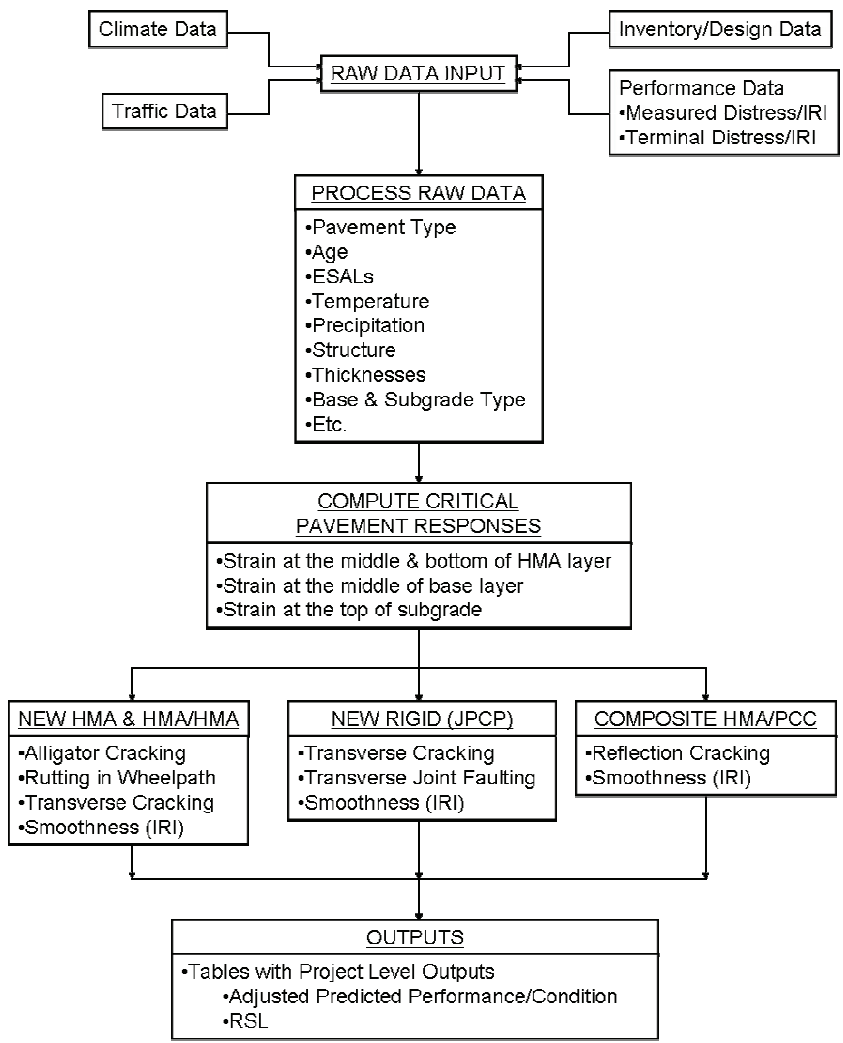 Climate Data
Inventory/Design Data
RAW DATA INPUT
Traffic Data
Performance Data
•Measured Distress/IRI
•Terminal Distress/IRI
PROCESS RAW DATA
•Pavement Type
•Age
•ESALs
•Temperature
•Precipitation
•Structure
•Thicknesses
•Base & Subgrade Type
•Etc.
COMPUTE CRITICAL
PAVEMENT RESPONSES
•Strain at the middle & bottom of HMA layer
•Strain at the middle of base layer
•Strain at the top of subgrade
NEW HMA & HMA/HMA
•Alligator Cracking
•Rutting in Wheelpath
•Transverse Cracking
•Smoothness (IRI)
NEW RIGID (JPCP)
•Transverse Cracking
•Transverse Joint Faulting
•Smoothness (IRI)
COMPOSITE HMA/PCC
•Reflection Cracking
•Smoothness (IRI)
OUTPUTS
•Tables with Project Level Outputs
•Adjusted Predicted Performance/Condition
•RSL